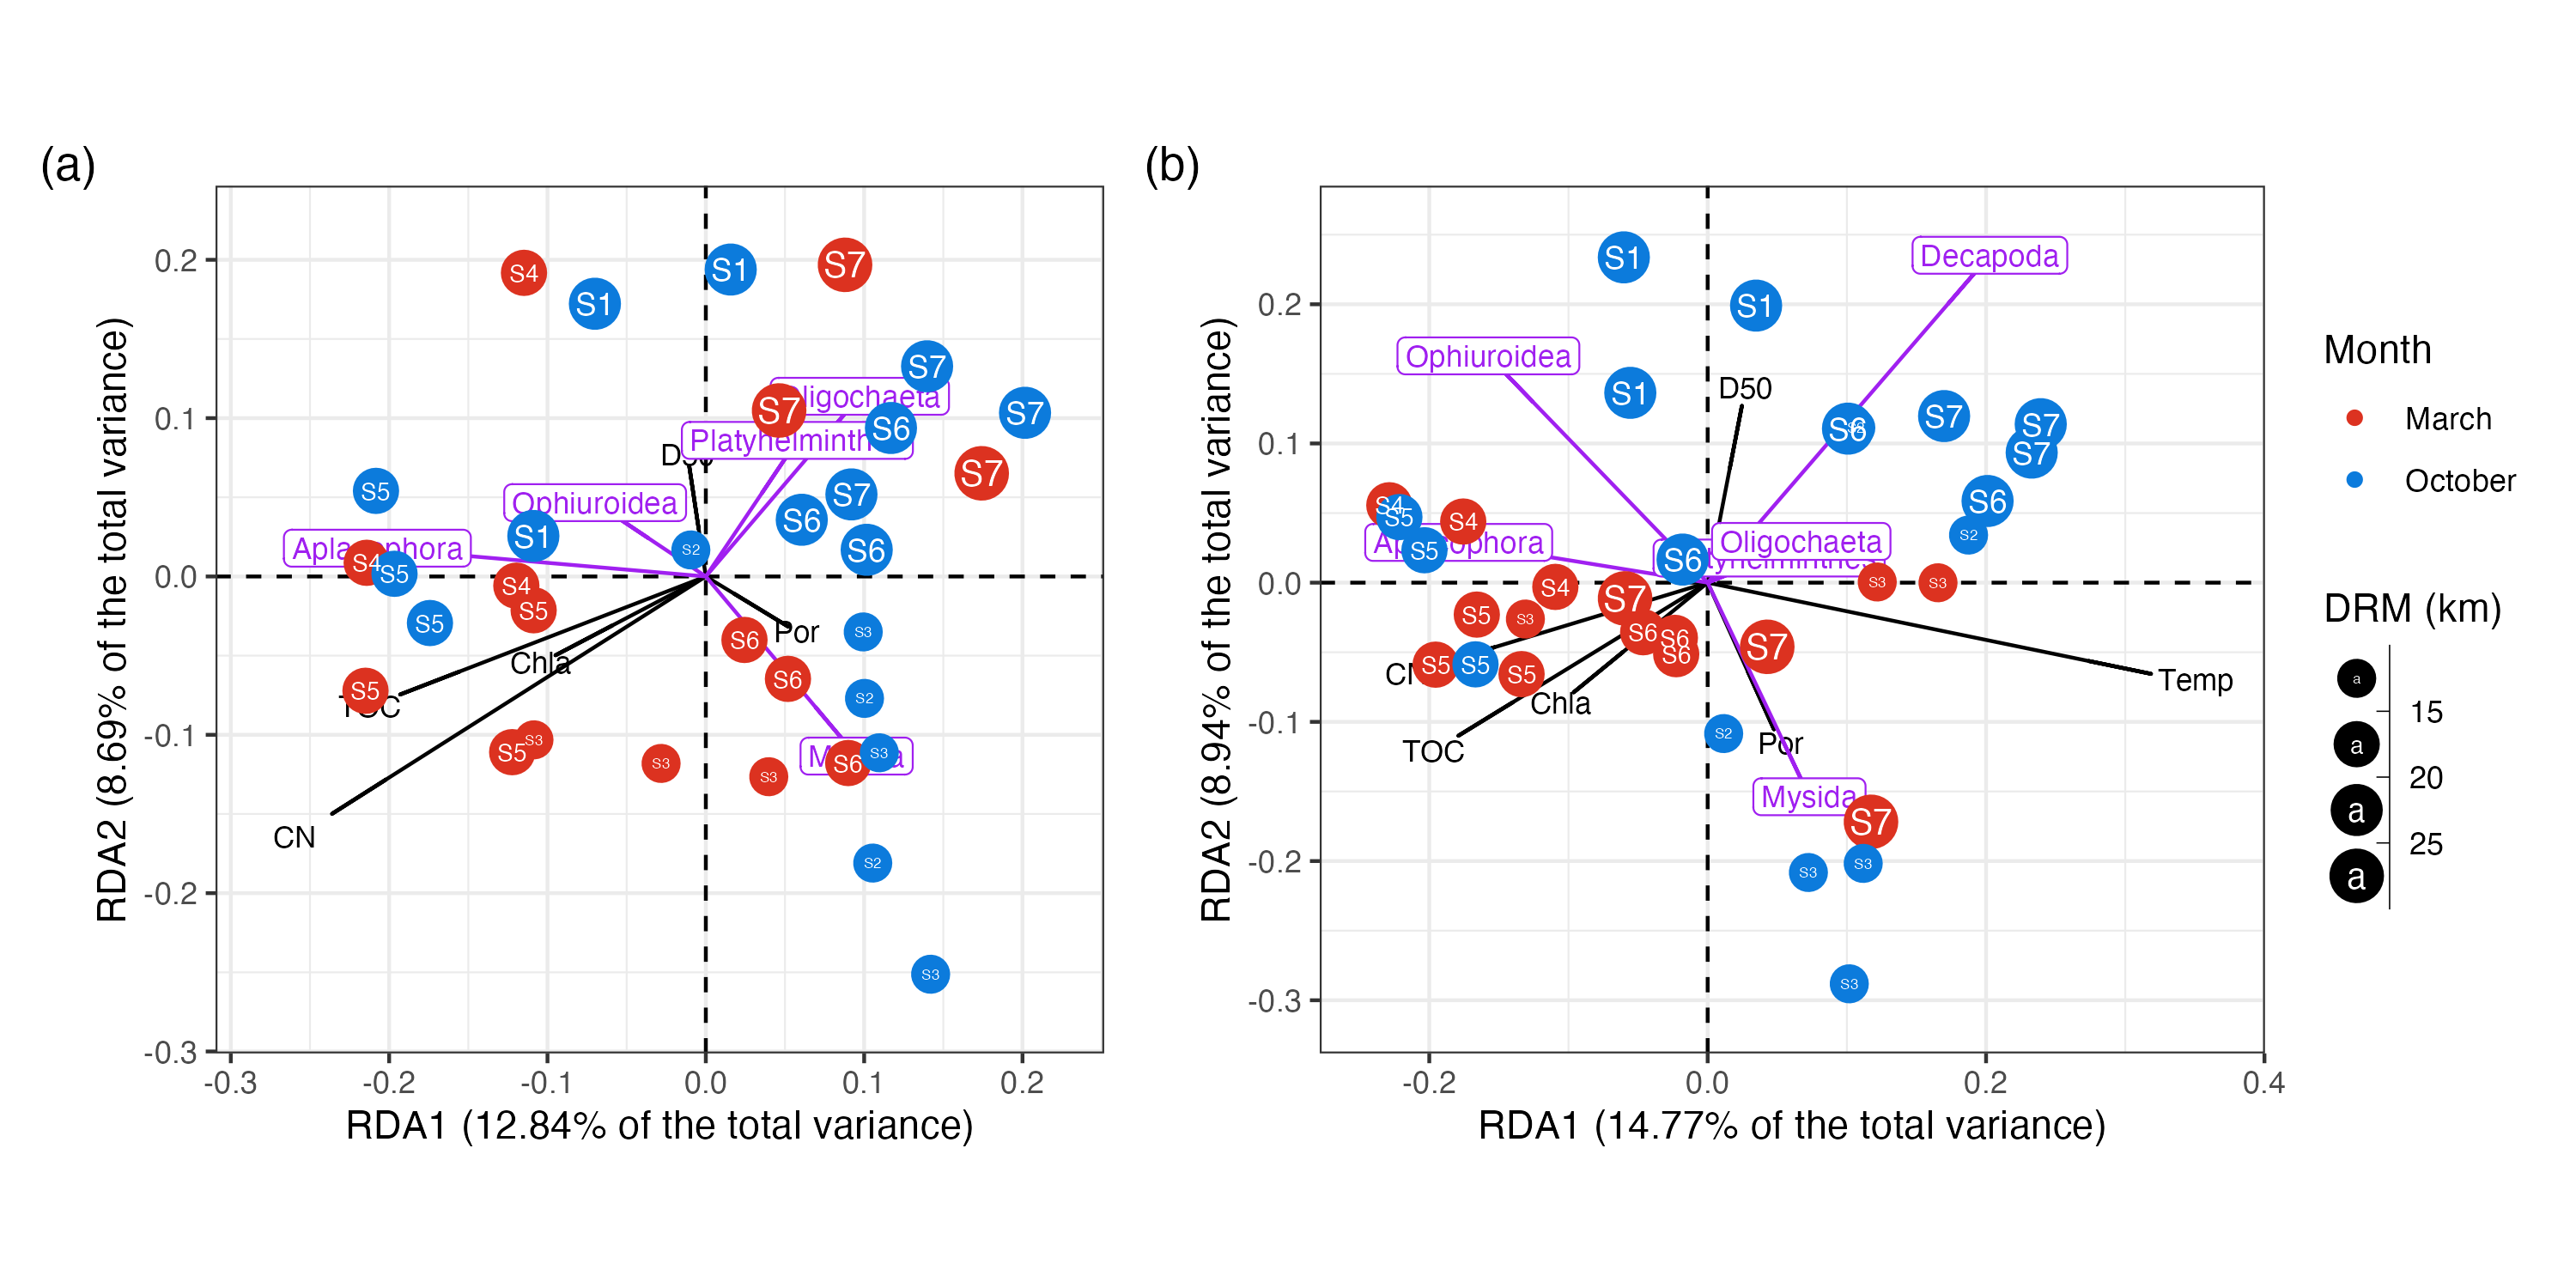 (a)
RDA2 (8.69% of the total variance)
0.2
0.1
0.0
-0.1
-0.2
-0.3
-0.3
-0.2
-0.1
0.0
0.1
0.2
RDA1 (12.84% of the total variance)
S4
S1
S1
S7
S7
S7
S7
S6
S7
S5
Ophiuroidea
S1
S2
S6
S7
S6
S4
S5
S4
S5
S5
S5
Chla
Por
S6
S6
S3
S2
S5
S3
S3
S3
S6
S3
CN
S2
S3
(b)
RDA2 (8.94% of the total variance)
0.2
0.1
0.0
-0.1
-0.2
-0.3
-0.2
0.0
0.2
0.4
RDA1 (14.77% of the total variance)
S1
Decapoda
S1
Ophiuroidea
D50
S1
S6
S7
S7
S7
S4
S5
S4
S6
S2
S5
Oligochaeta
S6
S4
S3
S3
S7
S5
S3
S6
S6
S6
S7
S5
S5
S5
Temp
Chla
TOC
S2
Por
Mysida
S7
S3
S3
S3
Month
March
October
DRM (km)
a
15
a
20
a
25
a